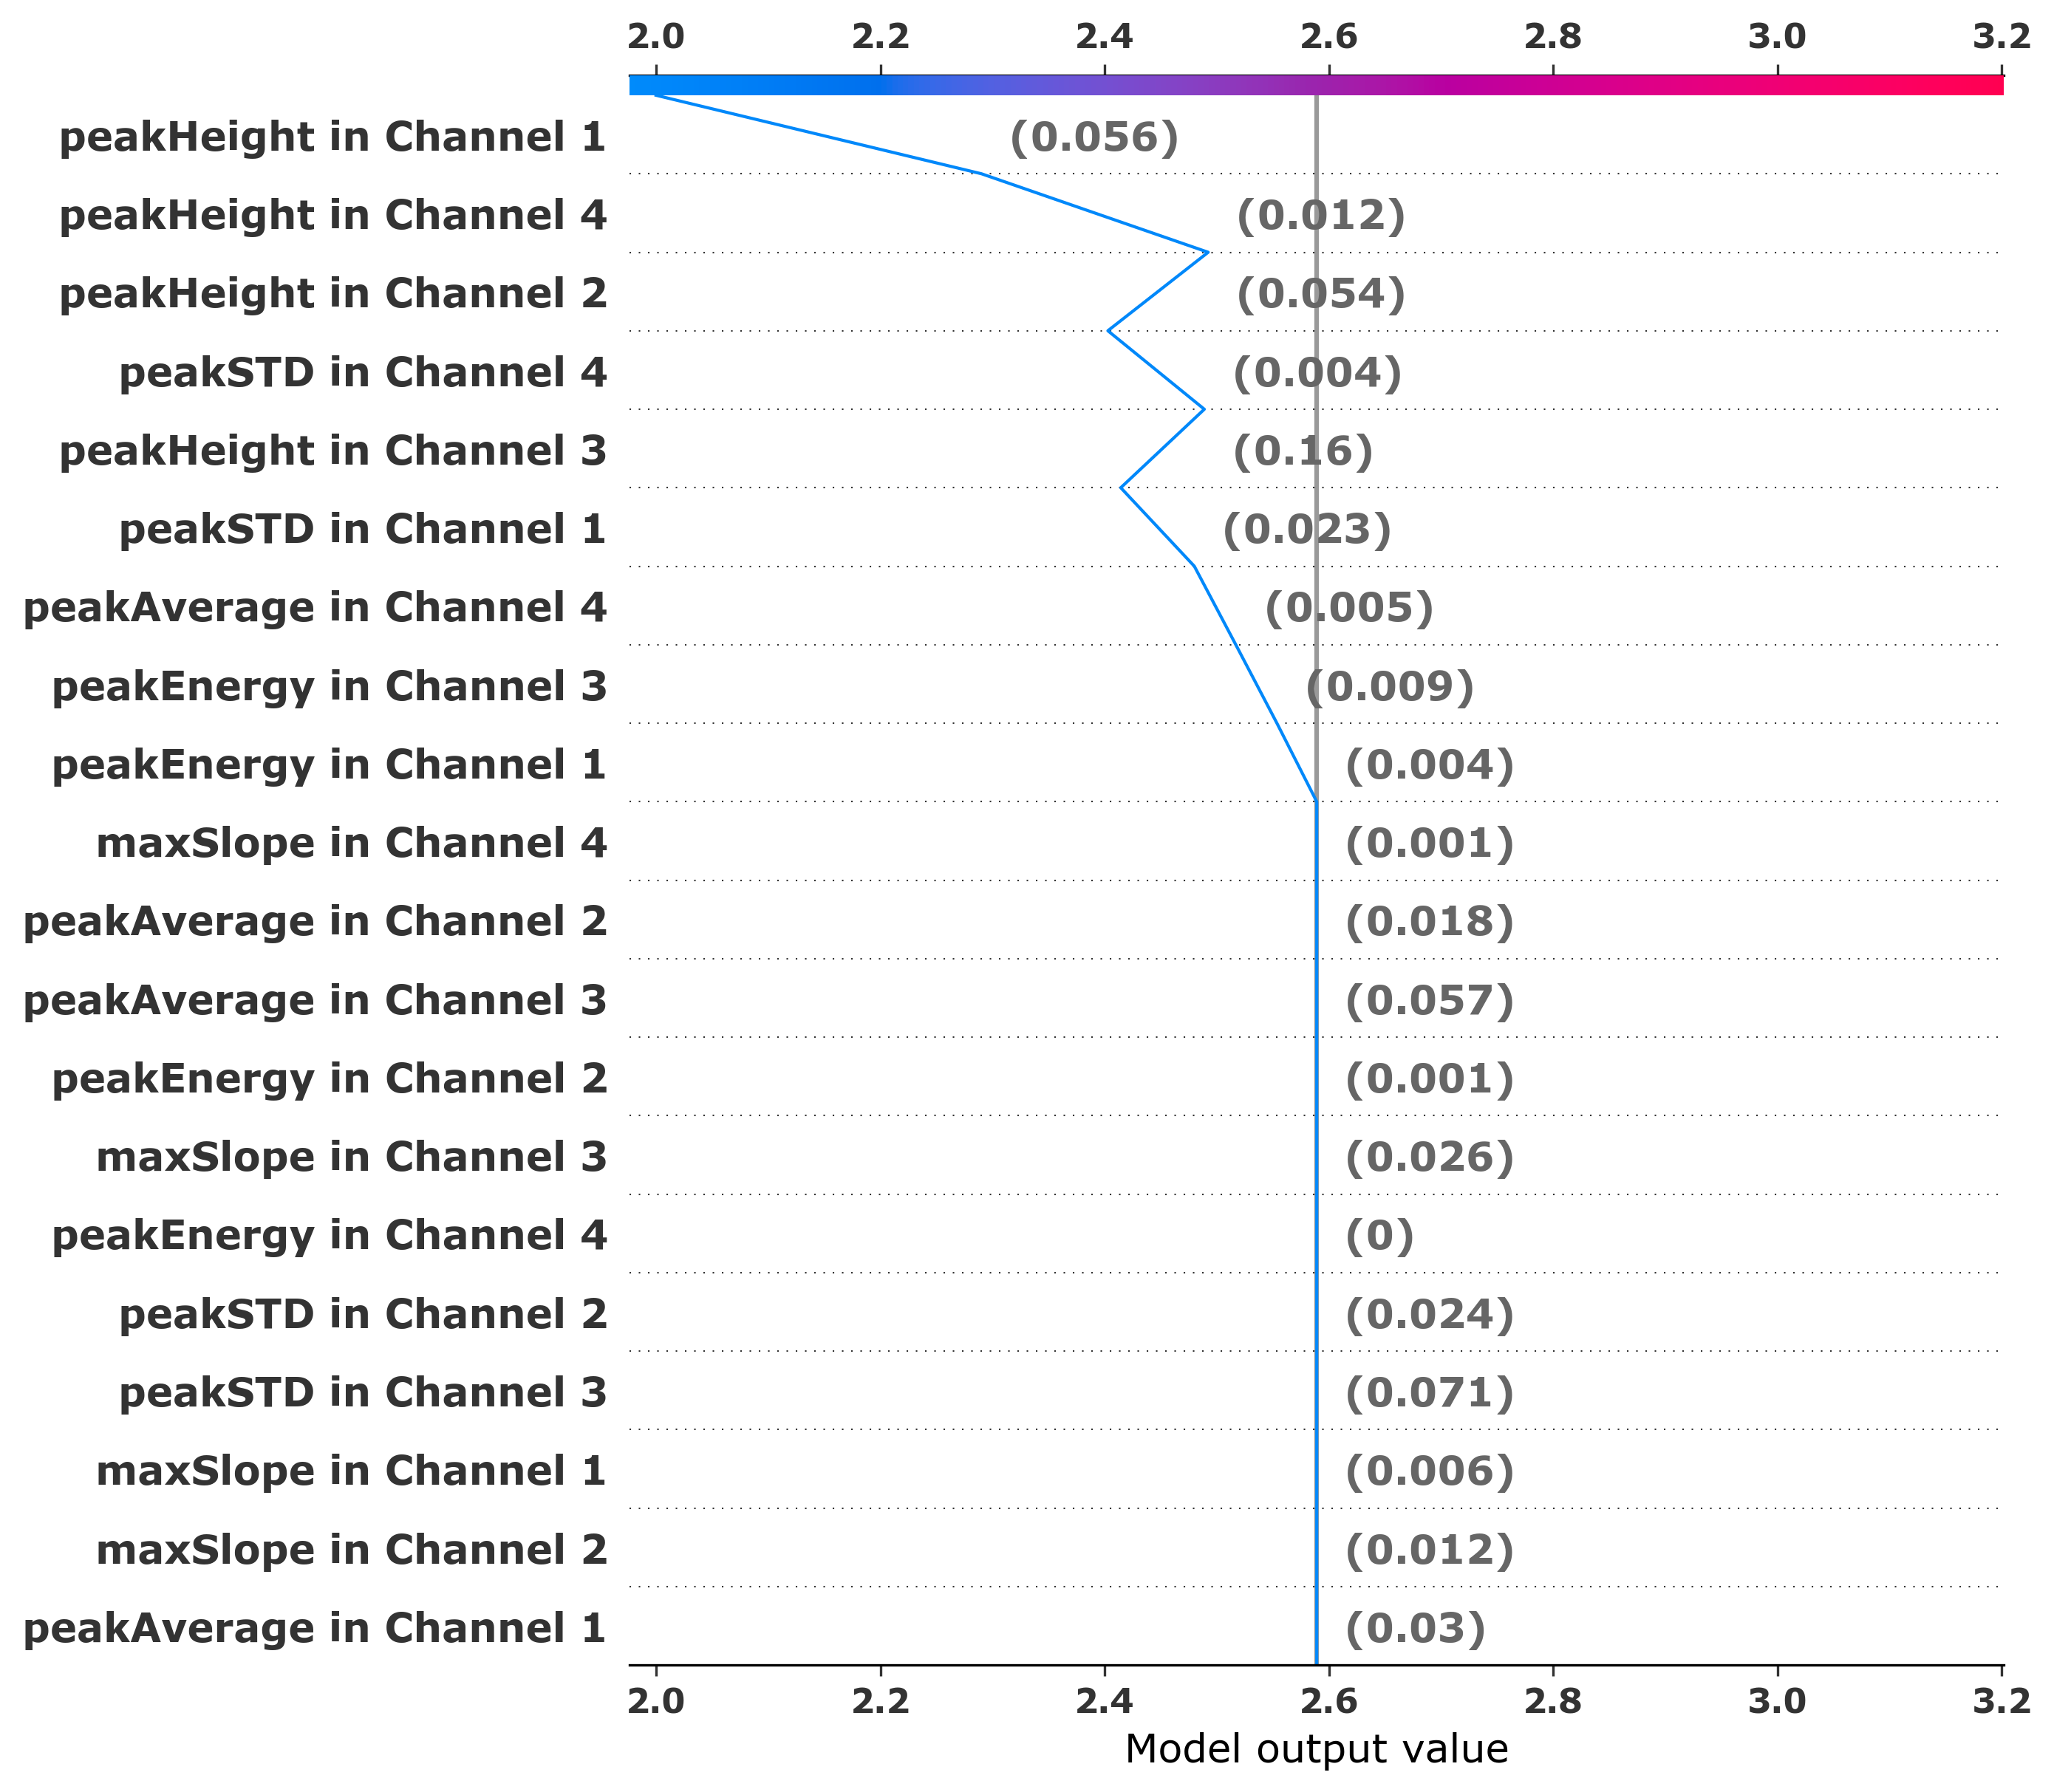 2.0 2.2 2.4 2.6 2.8 3.0 3.2
peakHeight in Channel 1 (0.056)
peakHeight in Channel 4 (0.012)
peakHeight in Channel 2 (0.054)
peakSTD in Channel 4 (0.004)
peakHeight in Channel 3 (0.16)
peakSTD in Channel 1 (0.023)
peakAverage in Channel 4 (0.005)
peakEnergy in Channel 3 (0.009)
peakEnergy in Channel 1 (0.004)
maxSlope in Channel 4 (0.001)
peakAverage in Channel 2 (0.018)
peakAverage in Channel 3 (0.057)
peakEnergy in Channel 2 (0.001)
maxSlope in Channel 3 (0.026)
peakEnergy in Channel 4 (0)
peakSTD in Channel 2 (0.024)
peakSTD in Channel 3 (0.071)
maxSlope in Channel 1 (0.006)
maxSlope in Channel 2 (0.012)
peakAverage in Channel 1 (0.03)
2.0 2.2 2.4 2.6 2.8 3.0 3.2
Model output value